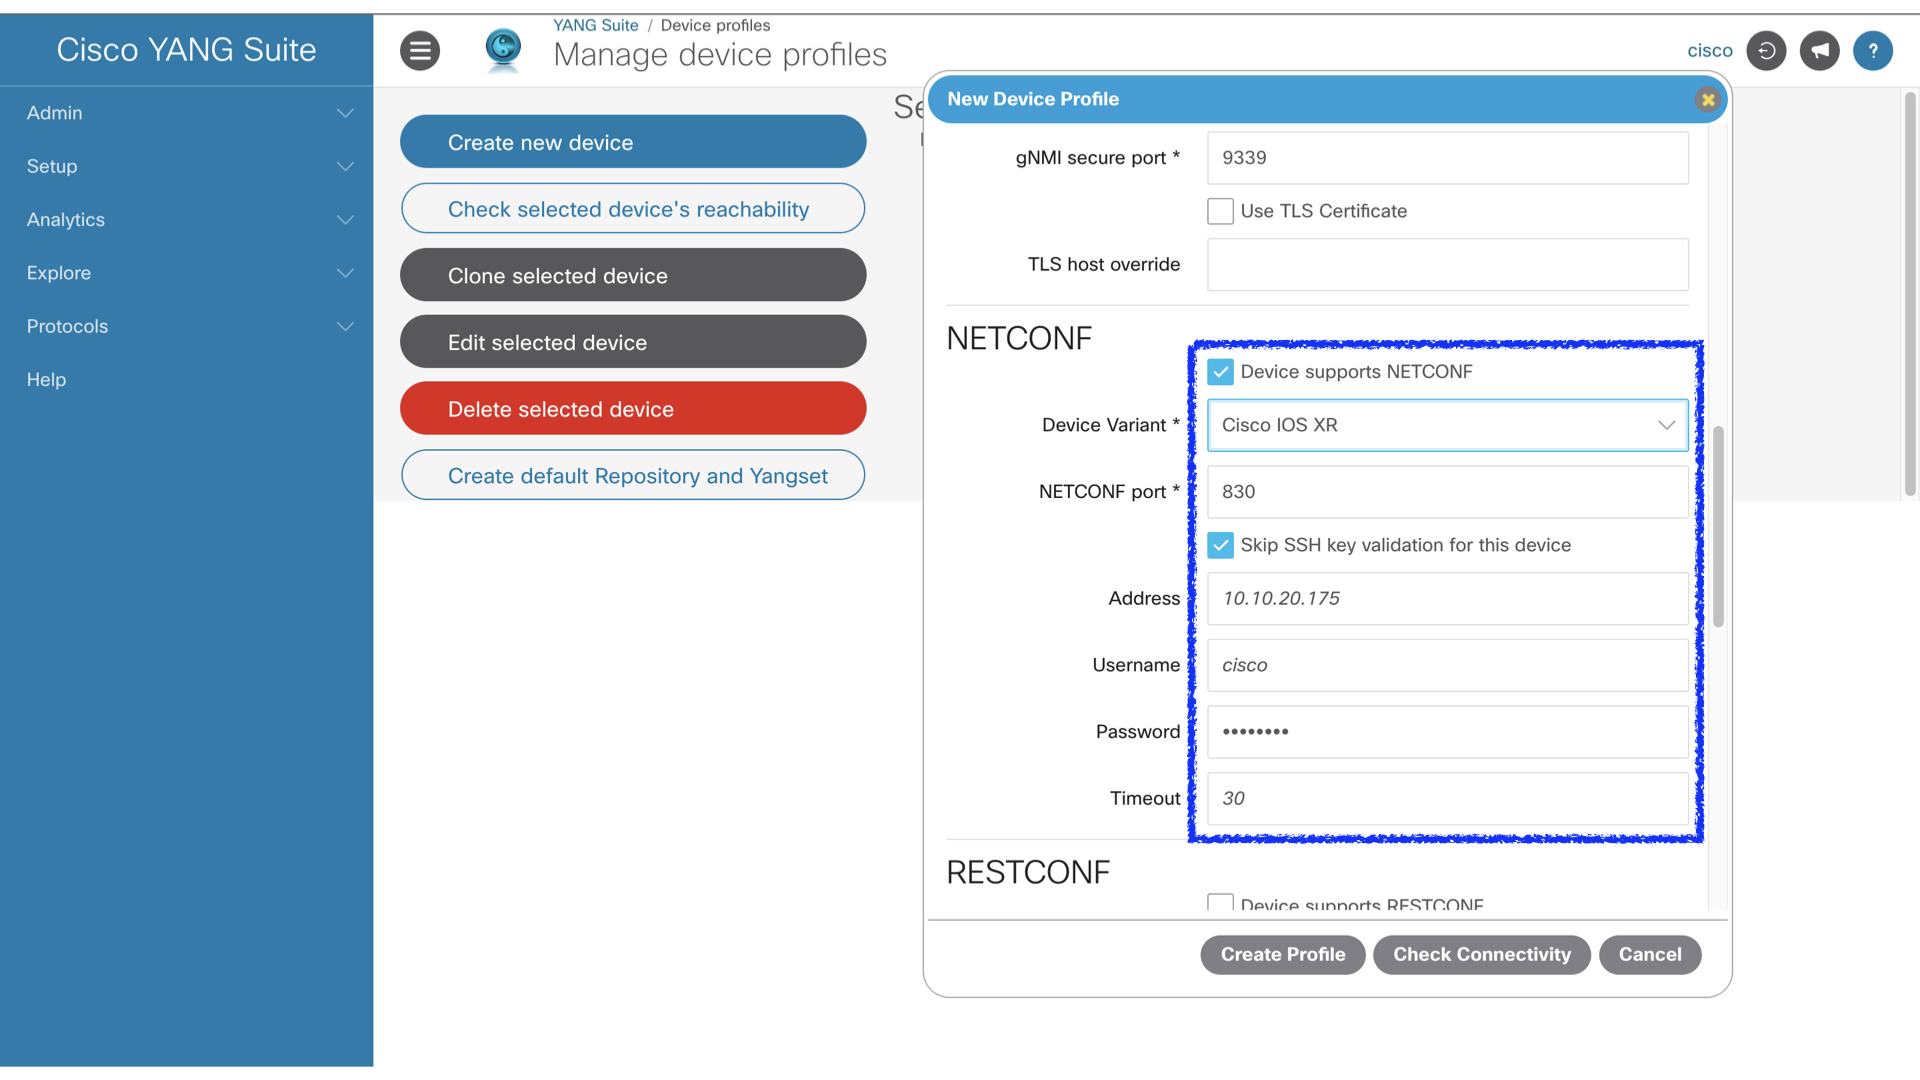 Cisco YANG Suite
YANG Suite / Device profiles
Manage device profiles
cisco
?
Admin
Setup
Analytics
Explore
Protocols
Help
Create new device
Check selected device's reachability
Clone selected device
Edit selected device
Delete selected device
Create default Repository and Yangset
Se
New Device Profile
gNMI secure port * 9339
Use TLS Certificate
TLS host override
NETCONF
Device supports NETCONF
Device Variant * Cisco IOS XR
NETCONF port * 830
Skip SSH key validation for this device
Address 10.10.20.175
Username cisco
Password ••••••••
Timeout 30
RESTCONF
Device supports RESTCONF
Create Profile Check Connectivity Cancel